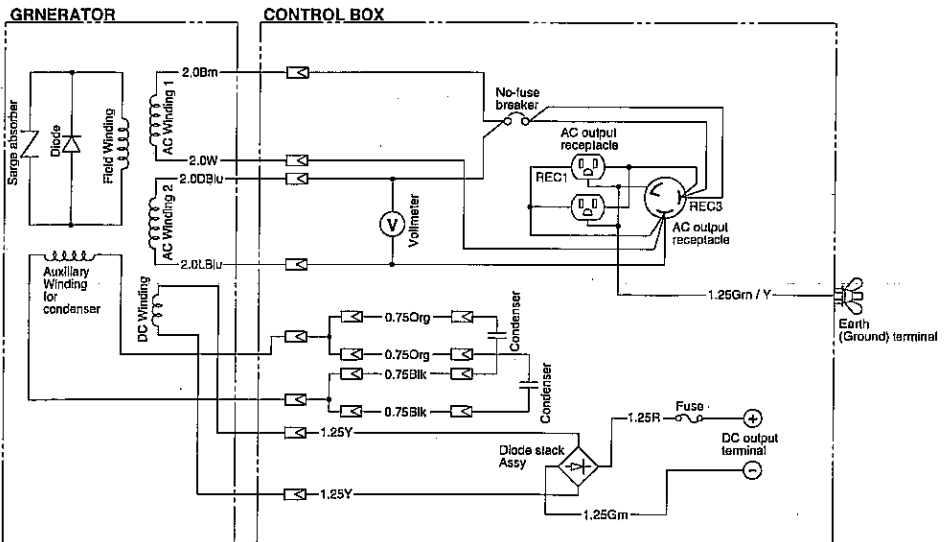 GRNERATOR
CONTROL BOX
Sarge absorber
Diode
Field Winding
AC Winding 1
2.0Bm
2.0W
AC Winding 2
2.0DBlu
2.0LBlu
V
Voltmeter
No-fuse
breaker
AC output
receptacle
REC1
REC3
AC output
receptacle
1.25Grn / Y
Earth
(Ground) terminal
Auxillary
Winding
for
condenser
DC Winding
0.75Org
0.75Org
0.75Blk
0.75Blk
Condenser
Condenser
1.25Y
1.25Y
Diode stack
Assy
1.25R
Fuse
+
DC output
terminal
−
1.25Gm